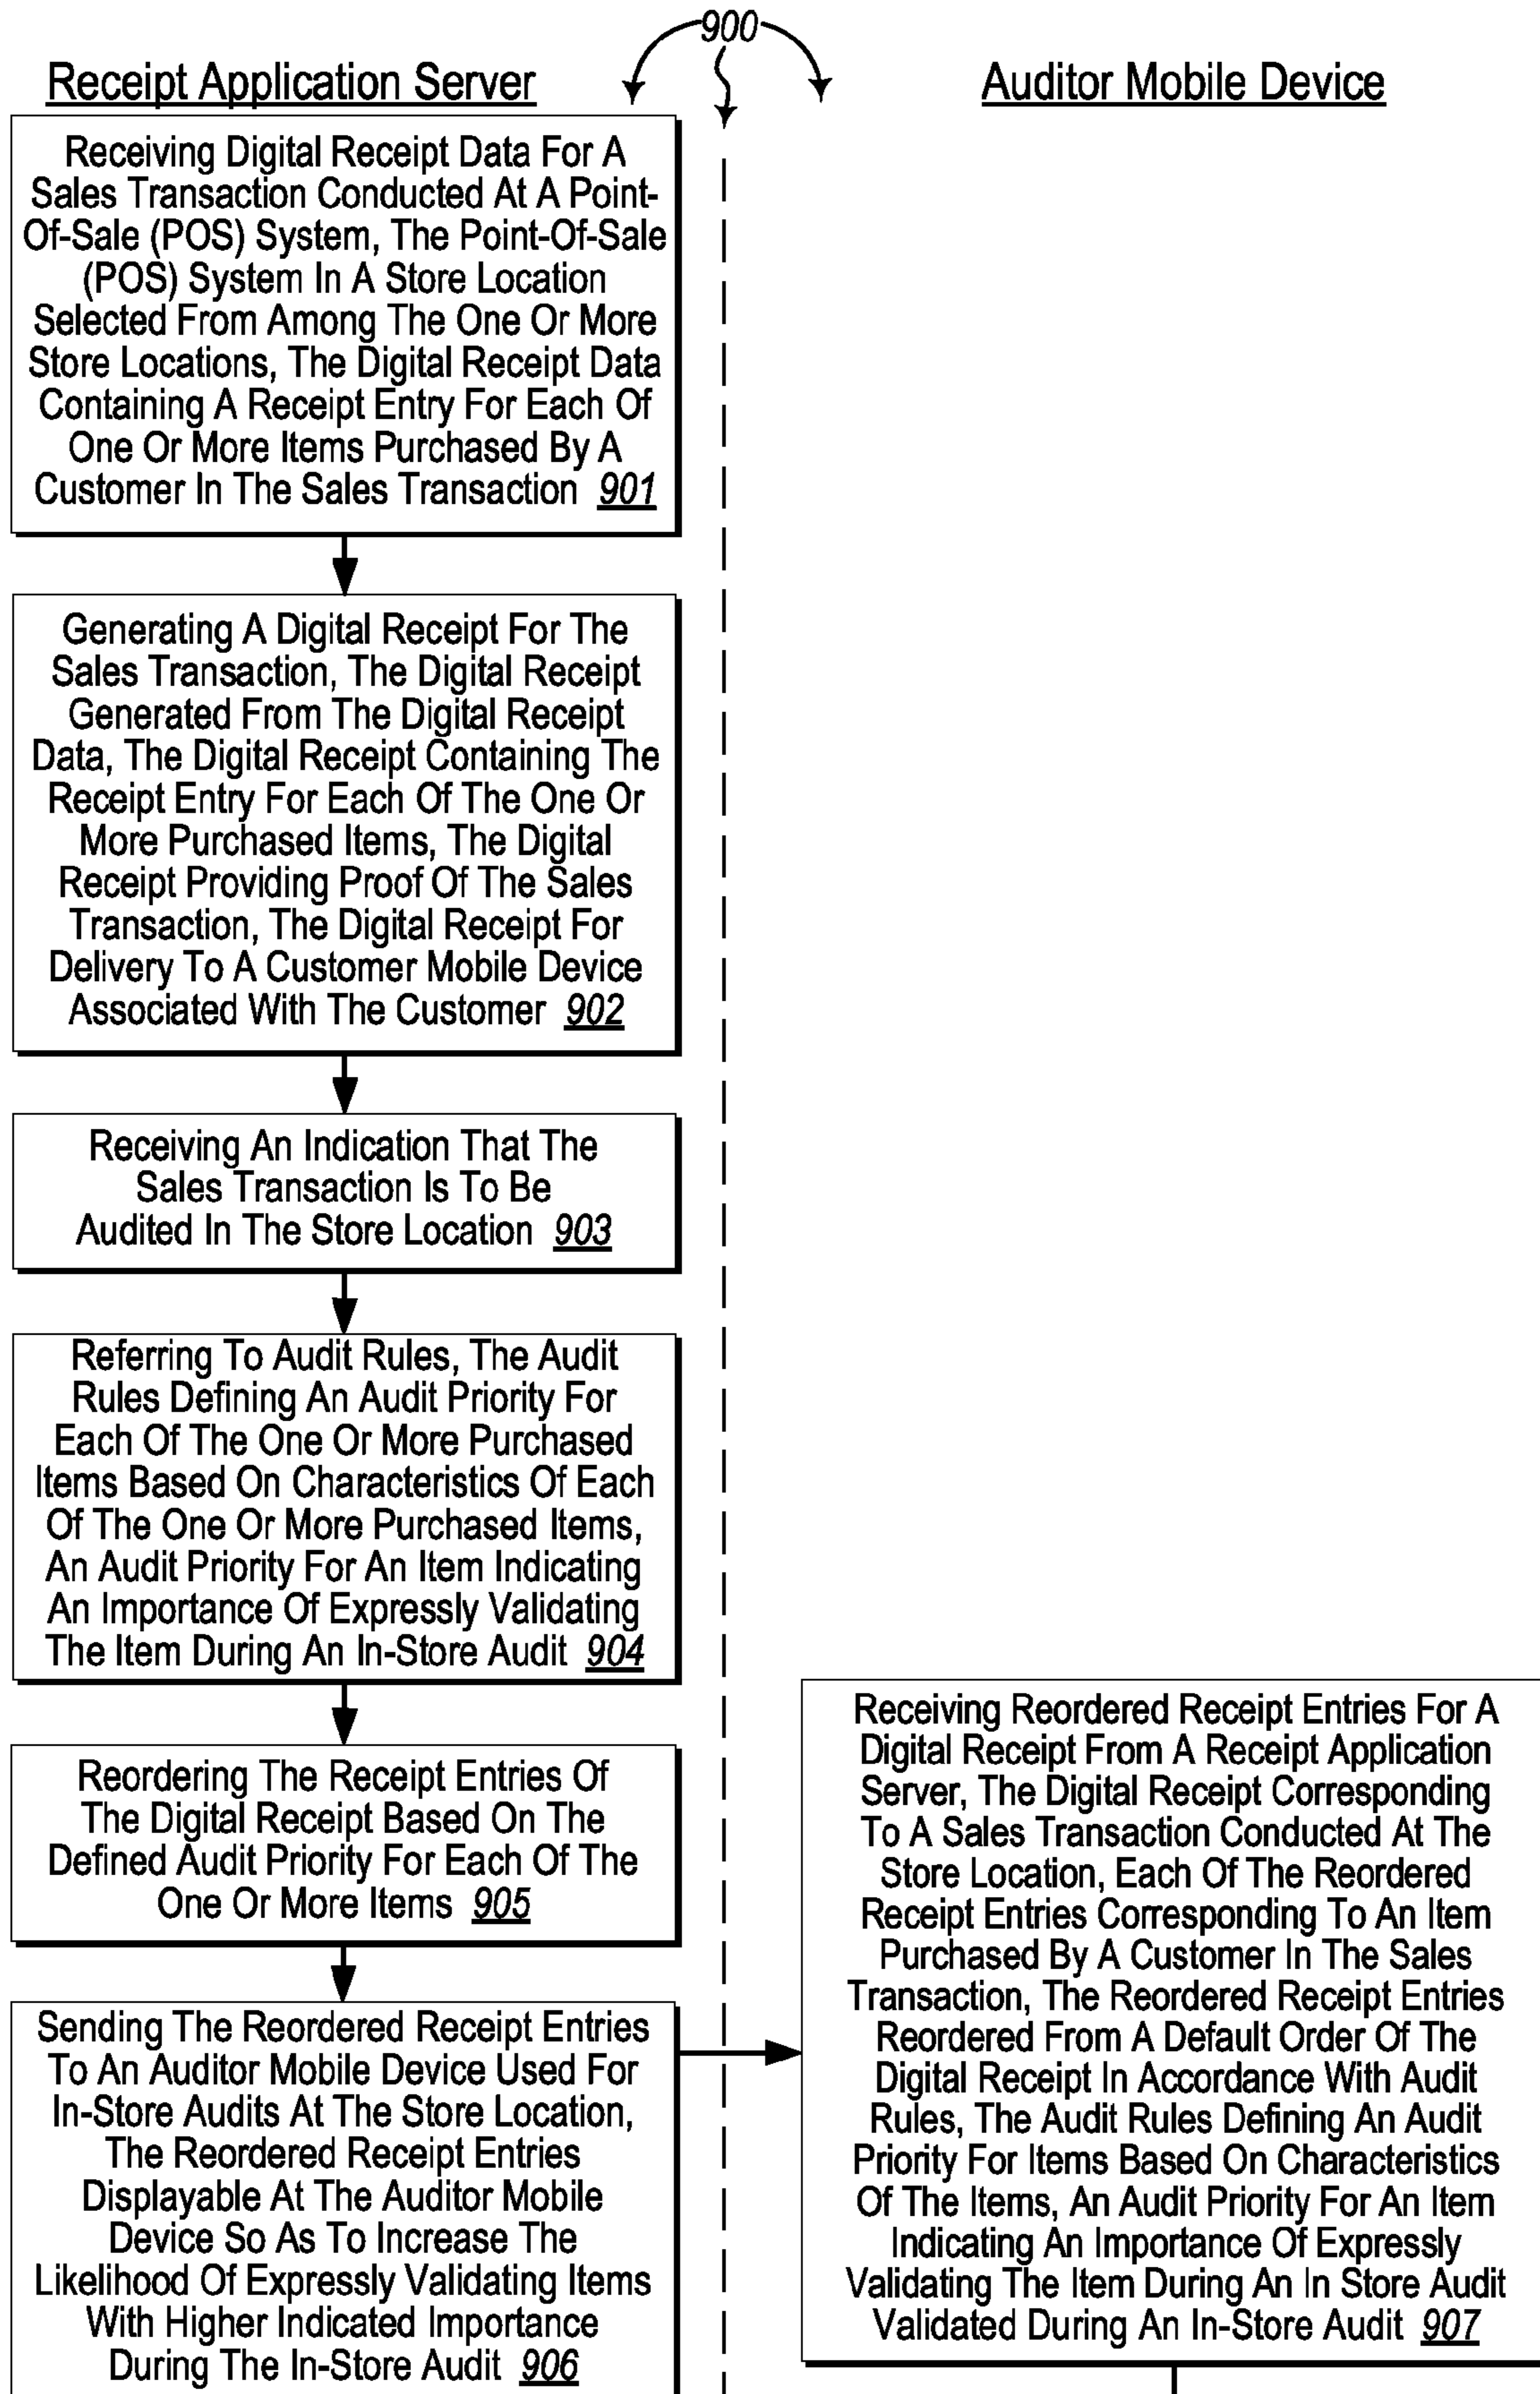 900
Receipt Application Server
Auditor Mobile Device
Receiving Digital Receipt Data For A
Sales Transaction Conducted At A Point-
Of-Sale (POS) System, The Point-Of-Sale
(POS) System In A Store Location
Selected From Among The One Or More
Store Locations, The Digital Receipt Data
Containing A Receipt Entry For Each Of
One Or More Items Purchased By A
Customer In The Sales Transaction 901
Generating A Digital Receipt For The
Sales Transaction, The Digital Receipt
Generated From The Digital Receipt
Data, The Digital Receipt Containing The
Receipt Entry For Each Of The One Or
More Purchased Items, The Digital
Receipt Providing Proof Of The Sales
Transaction, The Digital Receipt For
Delivery To A Customer Mobile Device
Associated With The Customer 902
Receiving An Indication That The
Sales Transaction Is To Be
Audited In The Store Location 903
Referring To Audit Rules, The Audit
Rules Defining An Audit Priority For
Each Of The One Or More Purchased
Items Based On Characteristics Of Each
Of The One Or More Purchased Items,
An Audit Priority For An Item Indicating
An Importance Of Expressly Validating
The Item During An In-Store Audit 904
Reordering The Receipt Entries Of
The Digital Receipt Based On The
Defined Audit Priority For Each Of The
One Or More Items 905
Sending The Reordered Receipt Entries
To An Auditor Mobile Device Used For
In-Store Audits At The Store Location,
The Reordered Receipt Entries
Displayable At The Auditor Mobile
Device So As To Increase The
Likelihood Of Expressly Validating Items
With Higher Indicated Importance
During The In-Store Audit 906
Receiving Reordered Receipt Entries For A
Digital Receipt From A Receipt Application
Server, The Digital Receipt Corresponding
To A Sales Transaction Conducted At The
Store Location, Each Of The Reordered
Receipt Entries Corresponding To An Item
Purchased By A Customer In The Sales
Transaction, The Reordered Receipt Entries
Reordered From A Default Order Of The
Digital Receipt In Accordance With Audit
Rules, The Audit Rules Defining An Audit
Priority For Items Based On Characteristics
Of The Items, An Audit Priority For An Item
Indicating An Importance Of Expressly
Validating The Item During An In Store Audit
Validated During An In-Store Audit 907